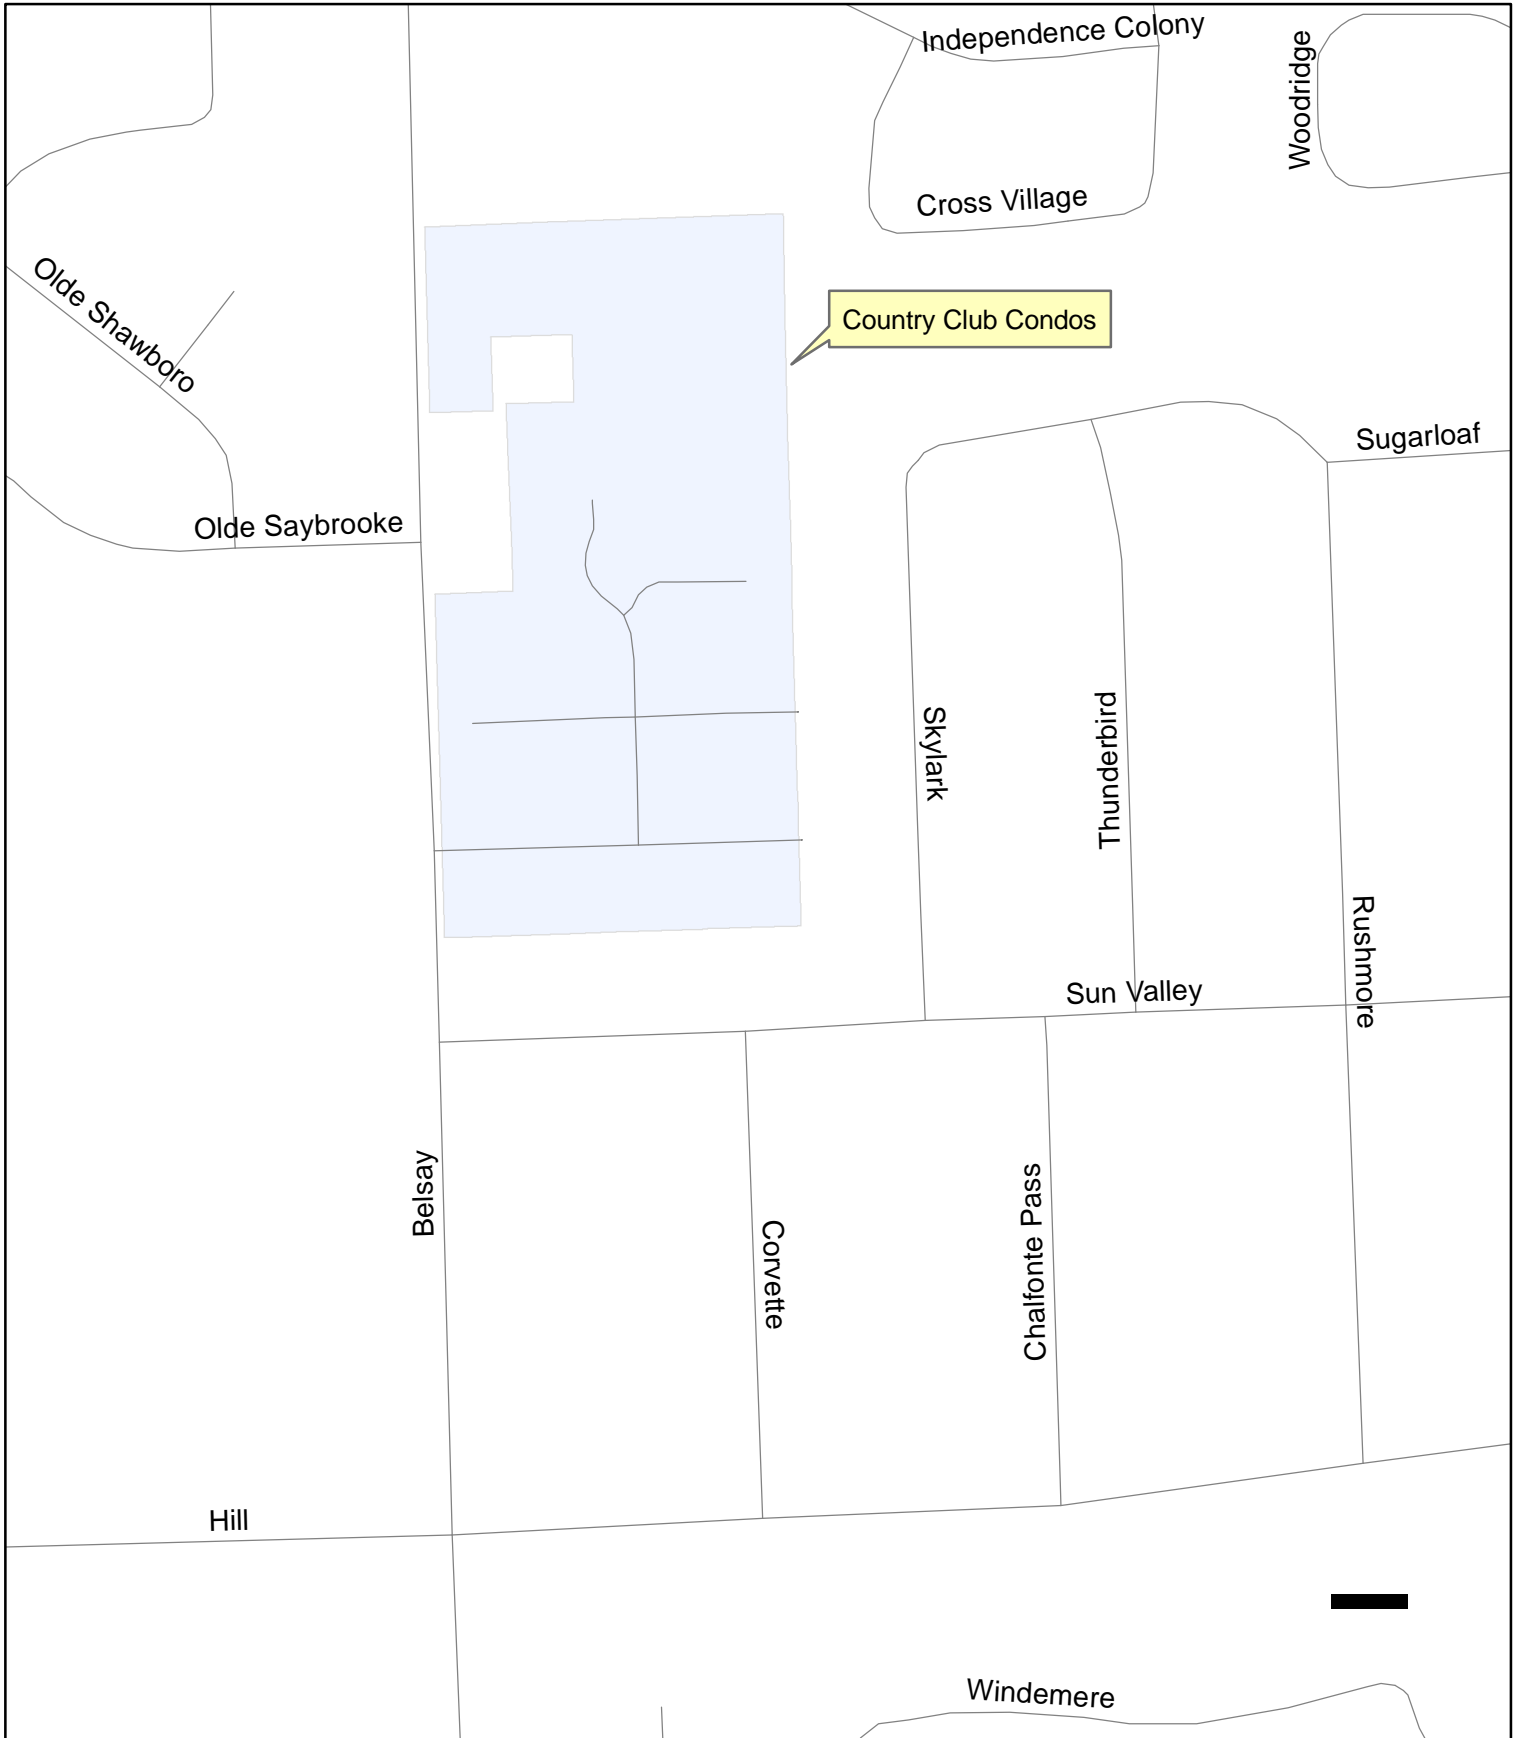 Independence Colony
Woodridge
Cross Village
Olde Shawboro
Country Club Condos
Sugarloaf
Olde Saybrooke
Skylark
Thunderbird
Rushmore
Sun Valley
Belsay
Corvette
Chalfonte Pass
Hill
Windemere